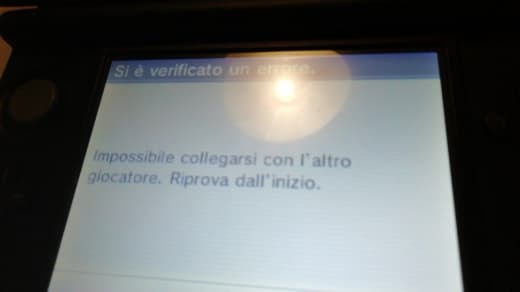 Si è verificato un errore.
Impossibile collegarsi con l'altro
giocatore. Riprova dall'inizio.